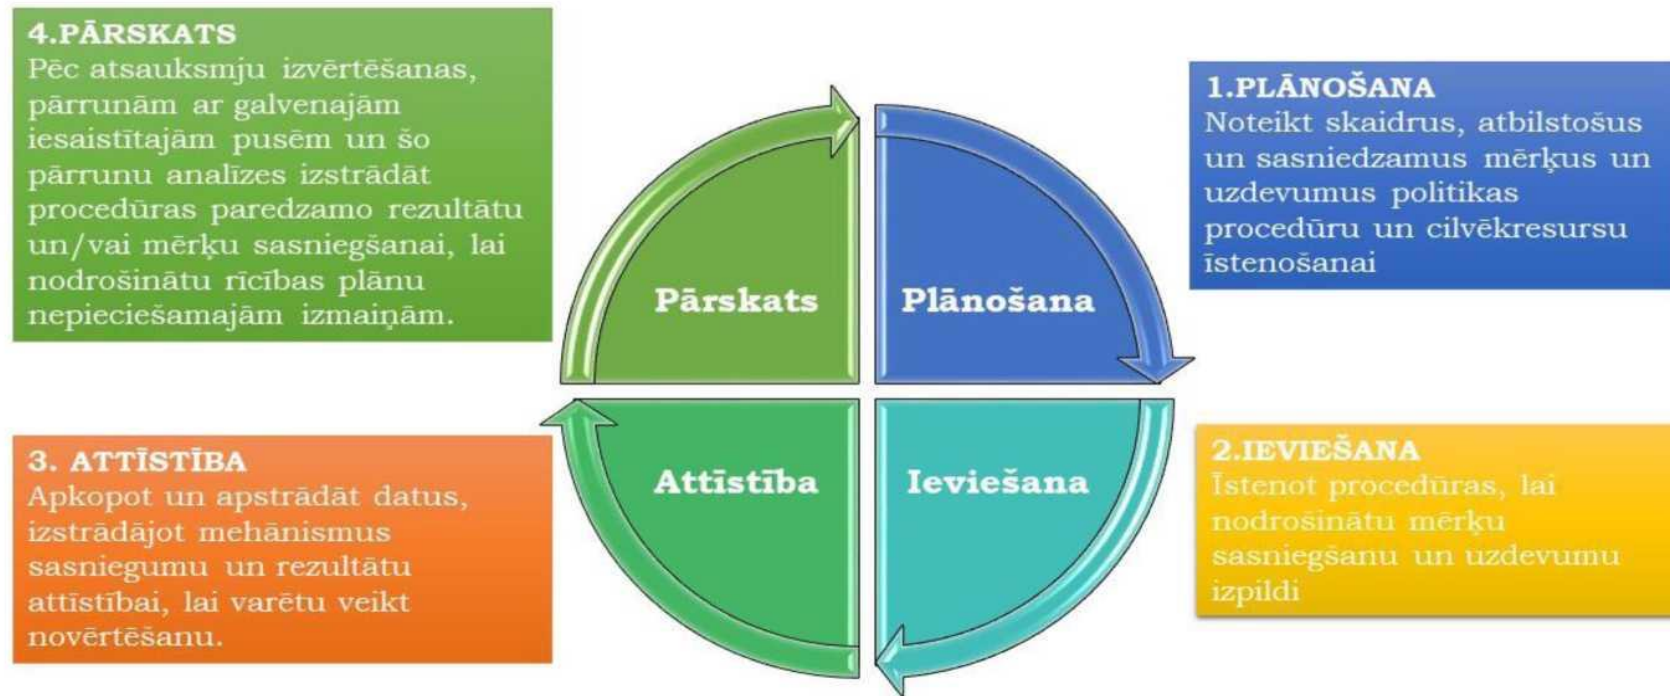 4.PĀRSKATS
Pēc atsauksmju izvērtēšanas,
pārrunām ar galvenajām
iesaistītajām pusēm un šo
pārrunu analīzes izstrādāt
procedūras paredzamo rezultātu
un/vai mērķu sasniegšanai, lai
nodrošinātu rīcības plānu
nepieciešamajām izmaiņām.
1.PLĀNOŠANA
Noteikt skaidrus, atbilstošus
un sasniedzamus mērķus un
uzdevumus politikas
procedūru un cilvēkresursu
īstenošanai
Pārskats
Plānošana
Attīstība
Ieviešana
3. ATTĪSTĪBA
Apkopot un apstrādāt datus,
izstrādājot mehānismus
sasniegumu un rezultātu
attīstībai, lai varētu veikt
novērtēšanu.
2.IEVIEŠANA
Īstenot procedūras, lai
nodrošinātu mērķu
sasniegšanu un uzdevumu
izpildi